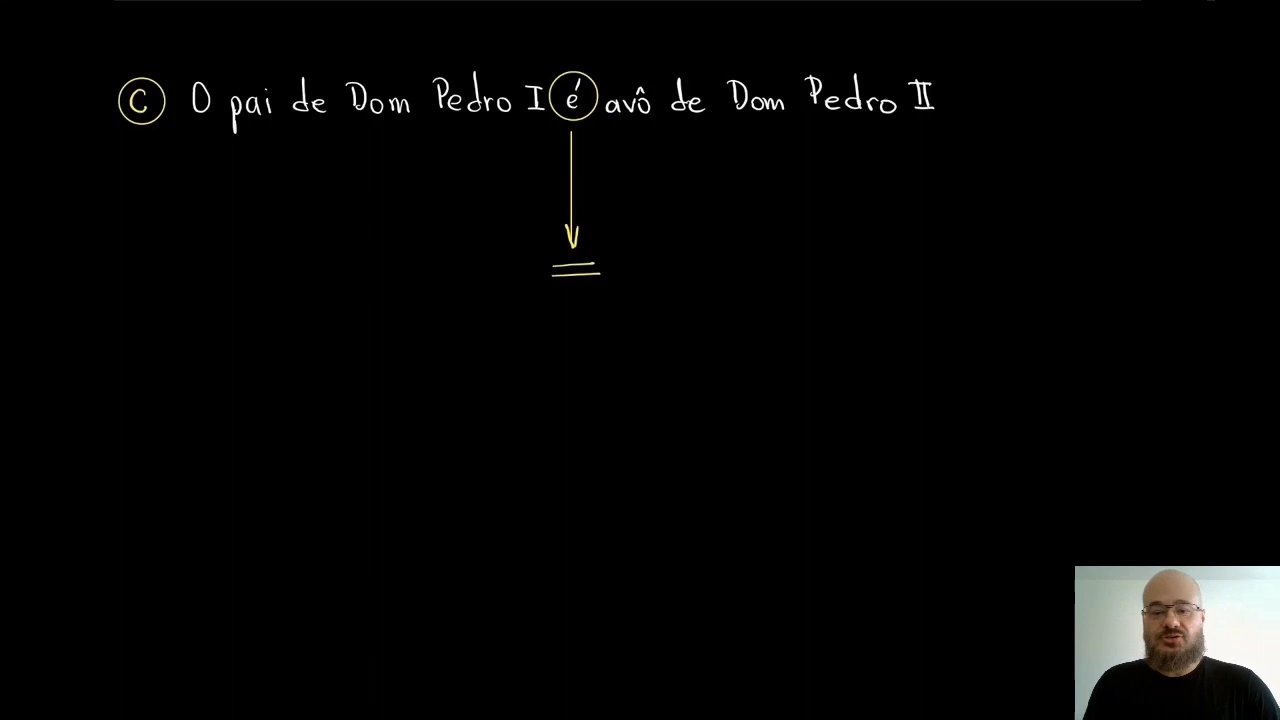 C O pai de Dom Pedro I é avô de Dom Pedro II
=